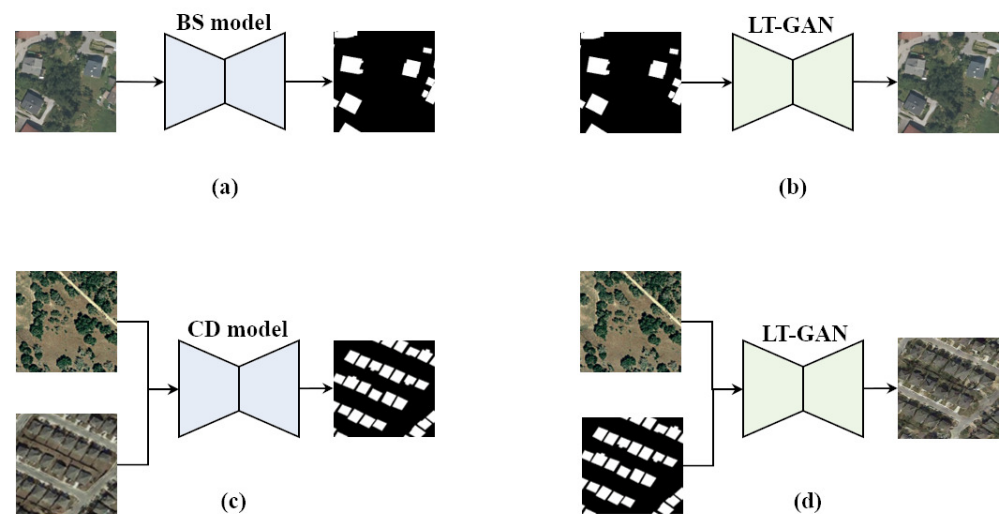 BS model
LT-GAN
(a)
(b)
CD model
LT-GAN
(c)
(d)